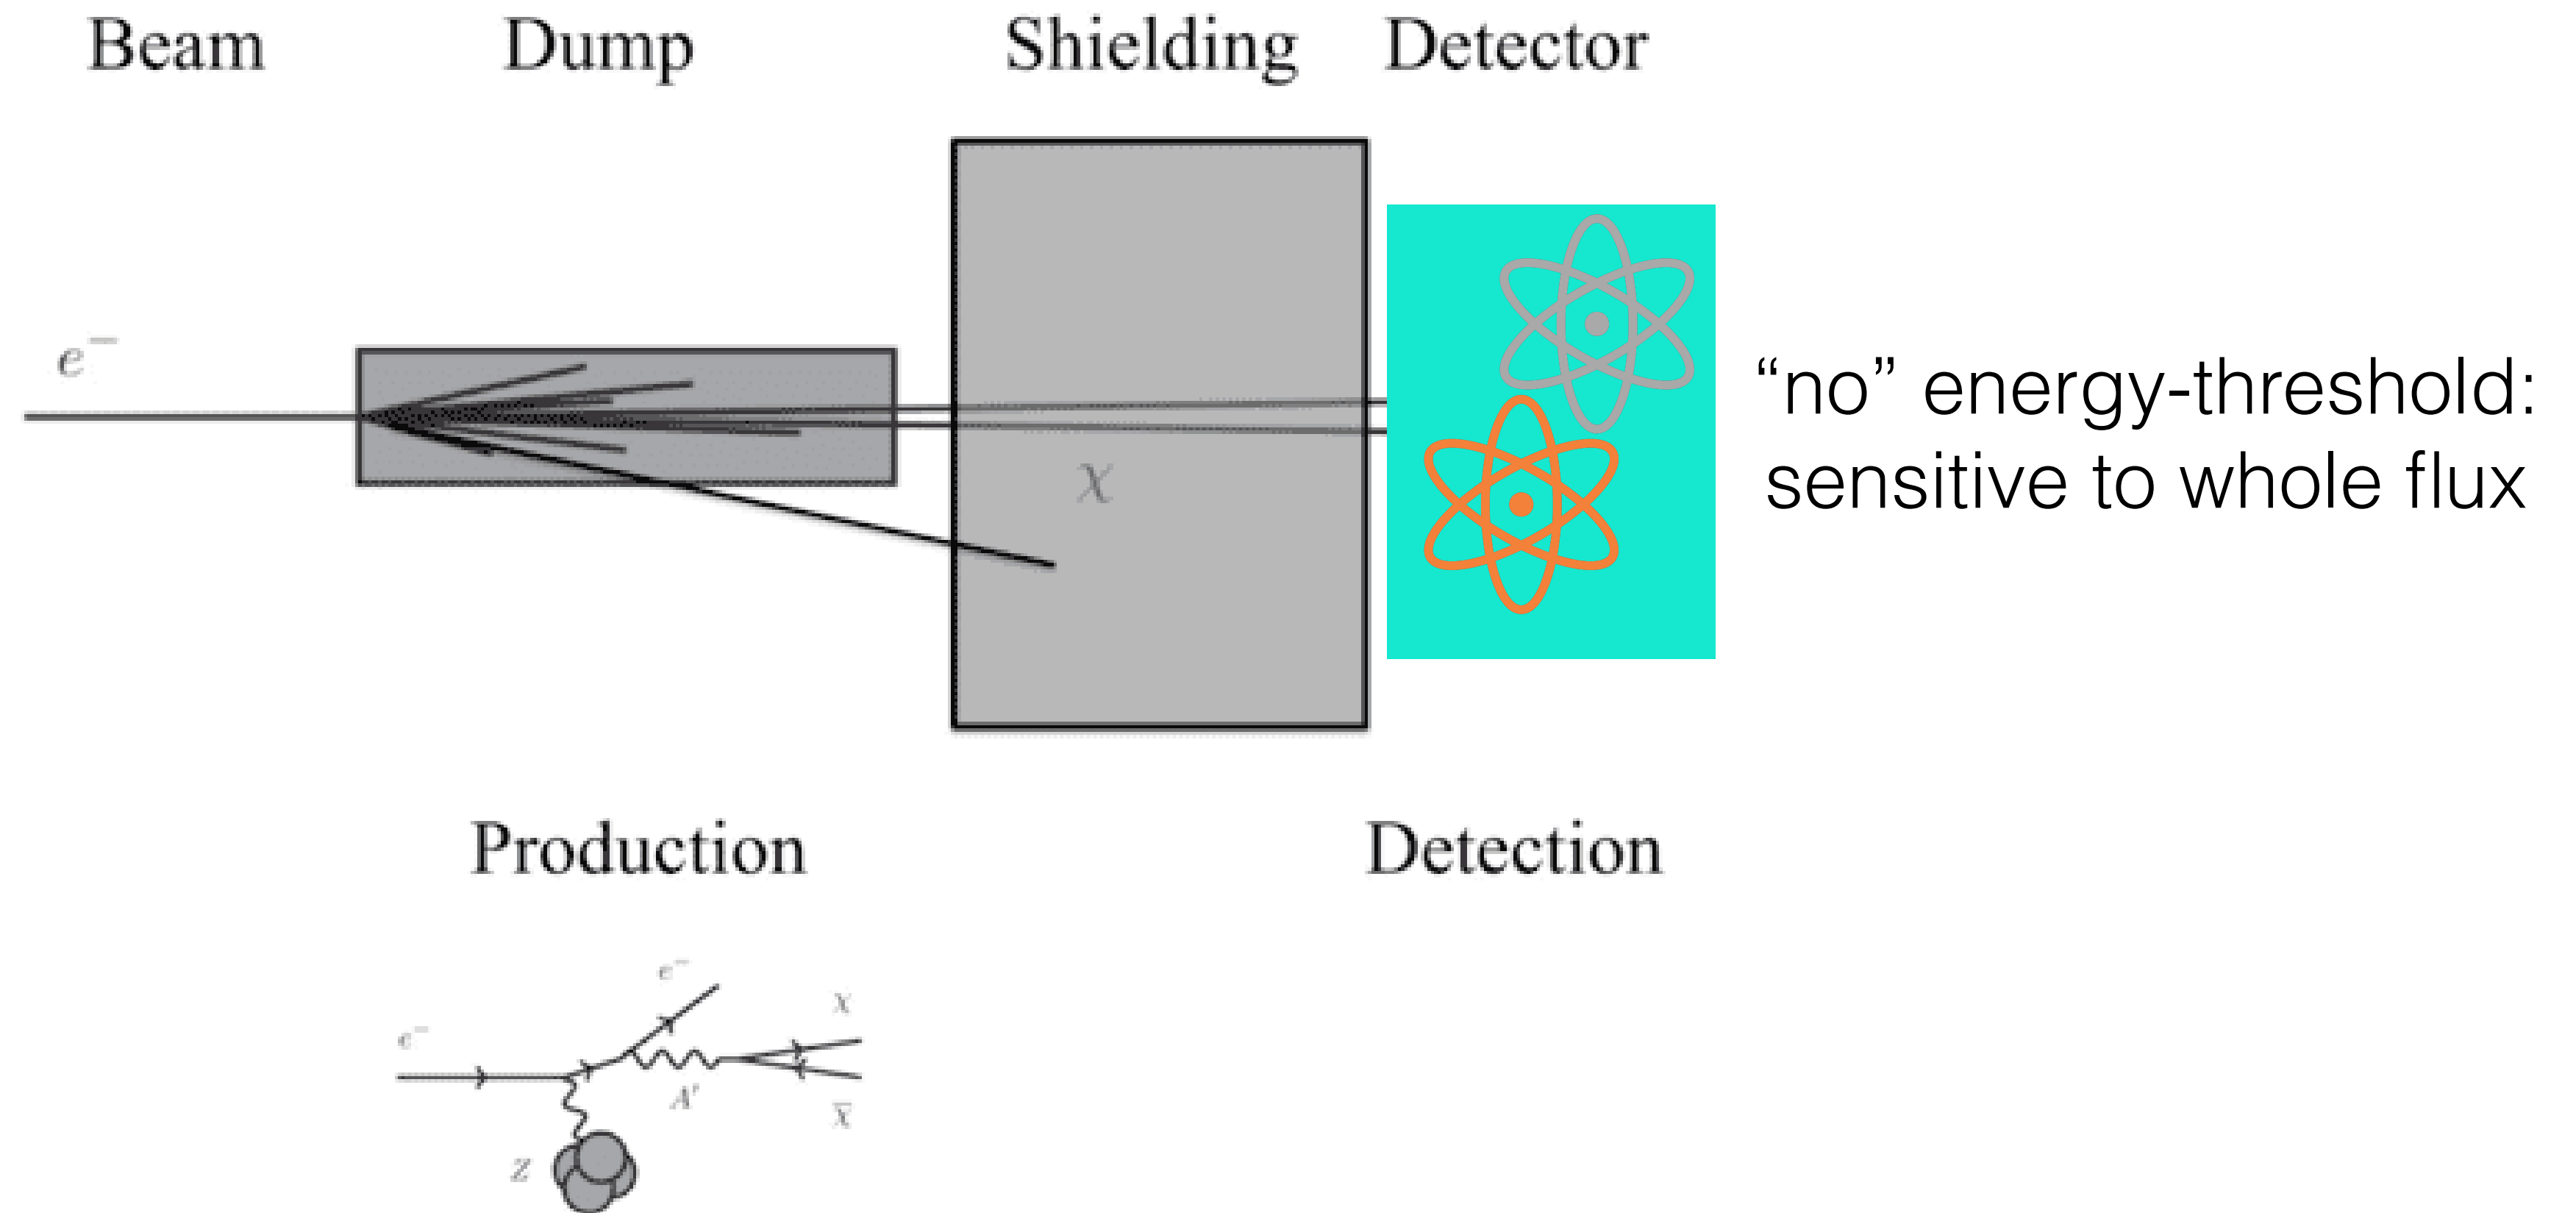 Beam Dump Shielding Detector
e⁻
“no” energy-threshold:
sensitive to whole flux
χ
Production Detection
e⁻
χ
e⁻
A′
χ̅
Z